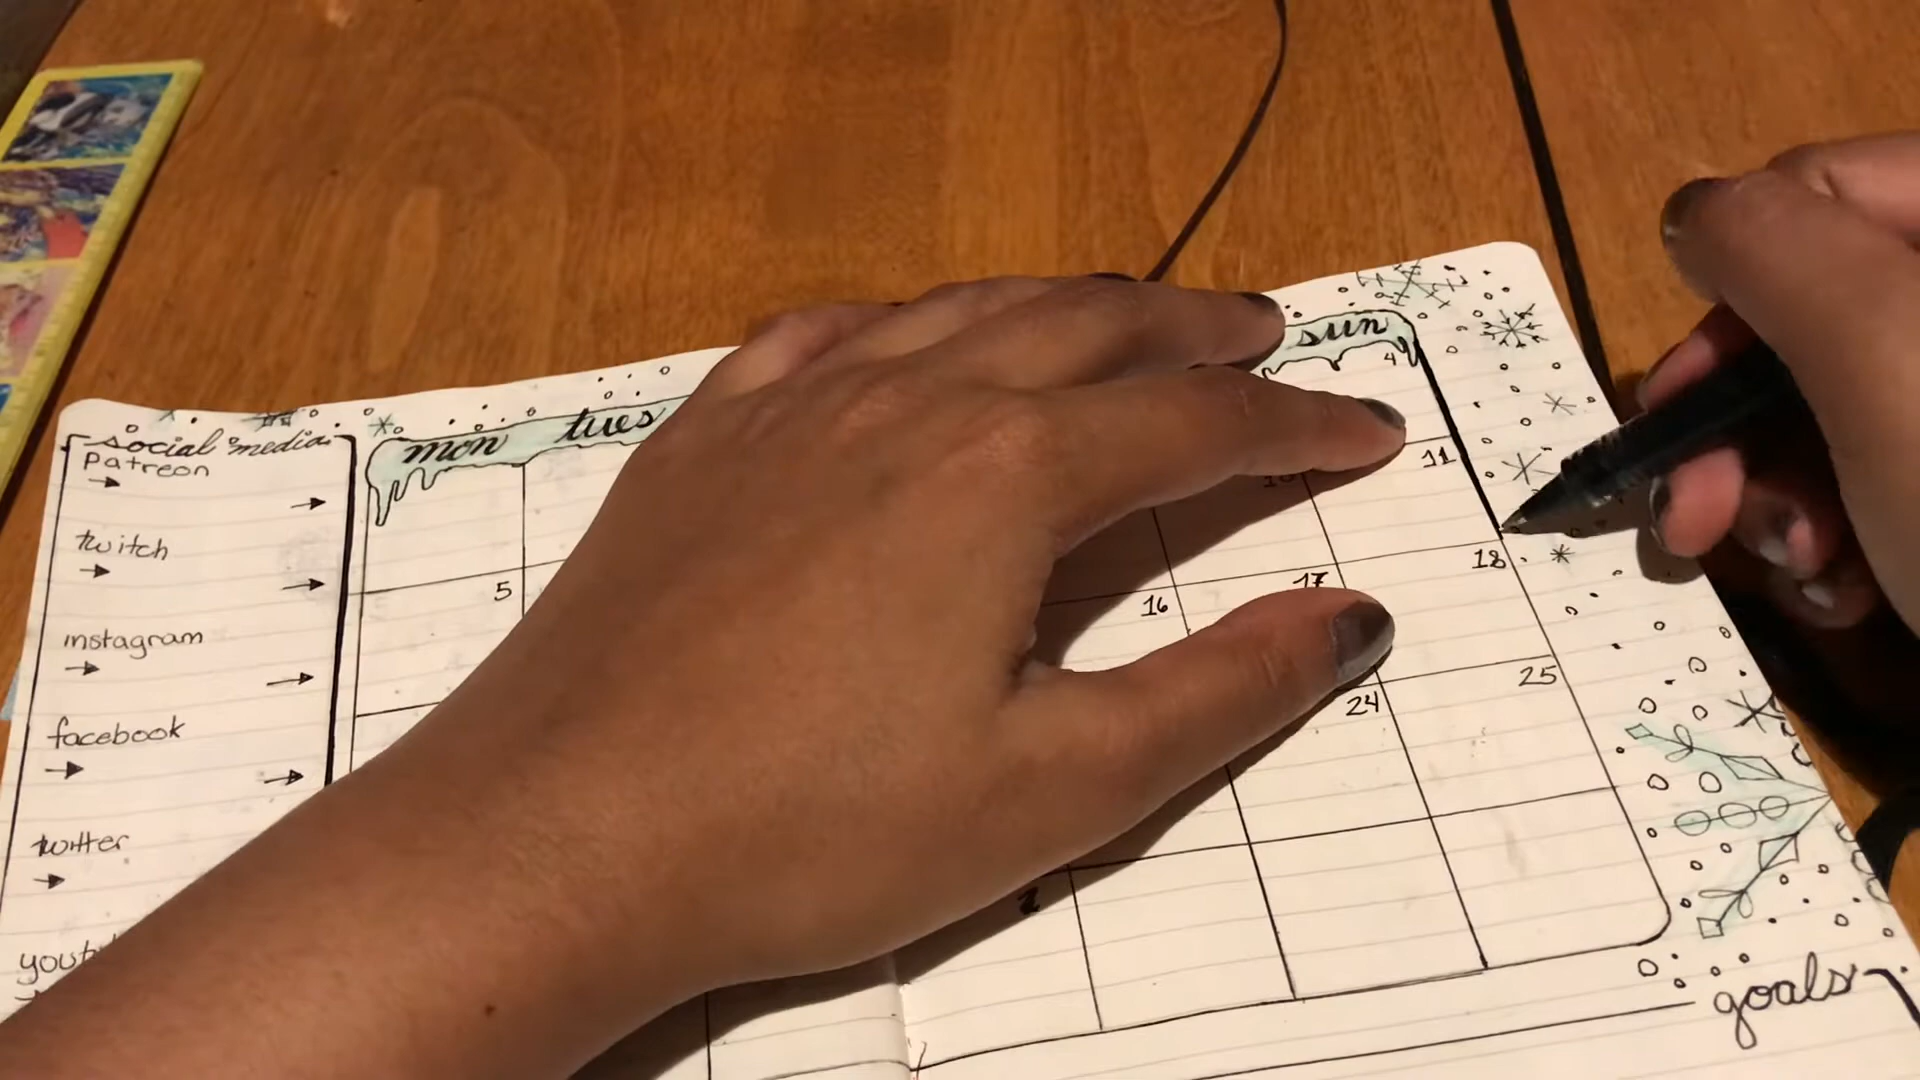 social media
Patreon
twitch
instagram
facebook
twitter
mon tues sun
4
11
5 16 17 18
24 25
goals